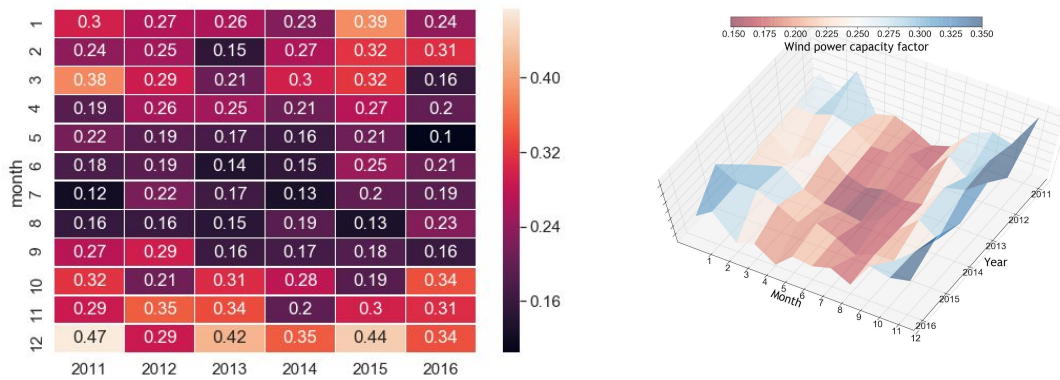 1 0.3 0.27 0.26 0.23 0.39 0.24
2 0.24 0.25 0.15 0.27 0.32 0.31
3 0.38 0.29 0.21 0.3 0.32 0.16
4 0.19 0.26 0.25 0.21 0.27 0.2
5 0.22 0.19 0.17 0.16 0.21 0.1
6 0.18 0.19 0.14 0.15 0.25 0.21
7 0.12 0.22 0.17 0.13 0.2 0.19
8 0.16 0.16 0.15 0.19 0.13 0.23
9 0.27 0.29 0.16 0.17 0.18 0.16
10 0.32 0.21 0.31 0.28 0.19 0.34
11 0.29 0.35 0.34 0.2 0.3 0.31
12 0.47 0.29 0.42 0.35 0.44 0.34
2011 2012 2013 2014 2015 2016
month
0.40
0.32
0.24
0.16
0.150 0.175 0.200 0.225 0.250 0.275 0.300 0.325 0.350
Wind power capacity factor
1 2 3 4 5 6 7 8 9 10 11 12
Month
2011
2012
2013
2014
2015
2016
Year